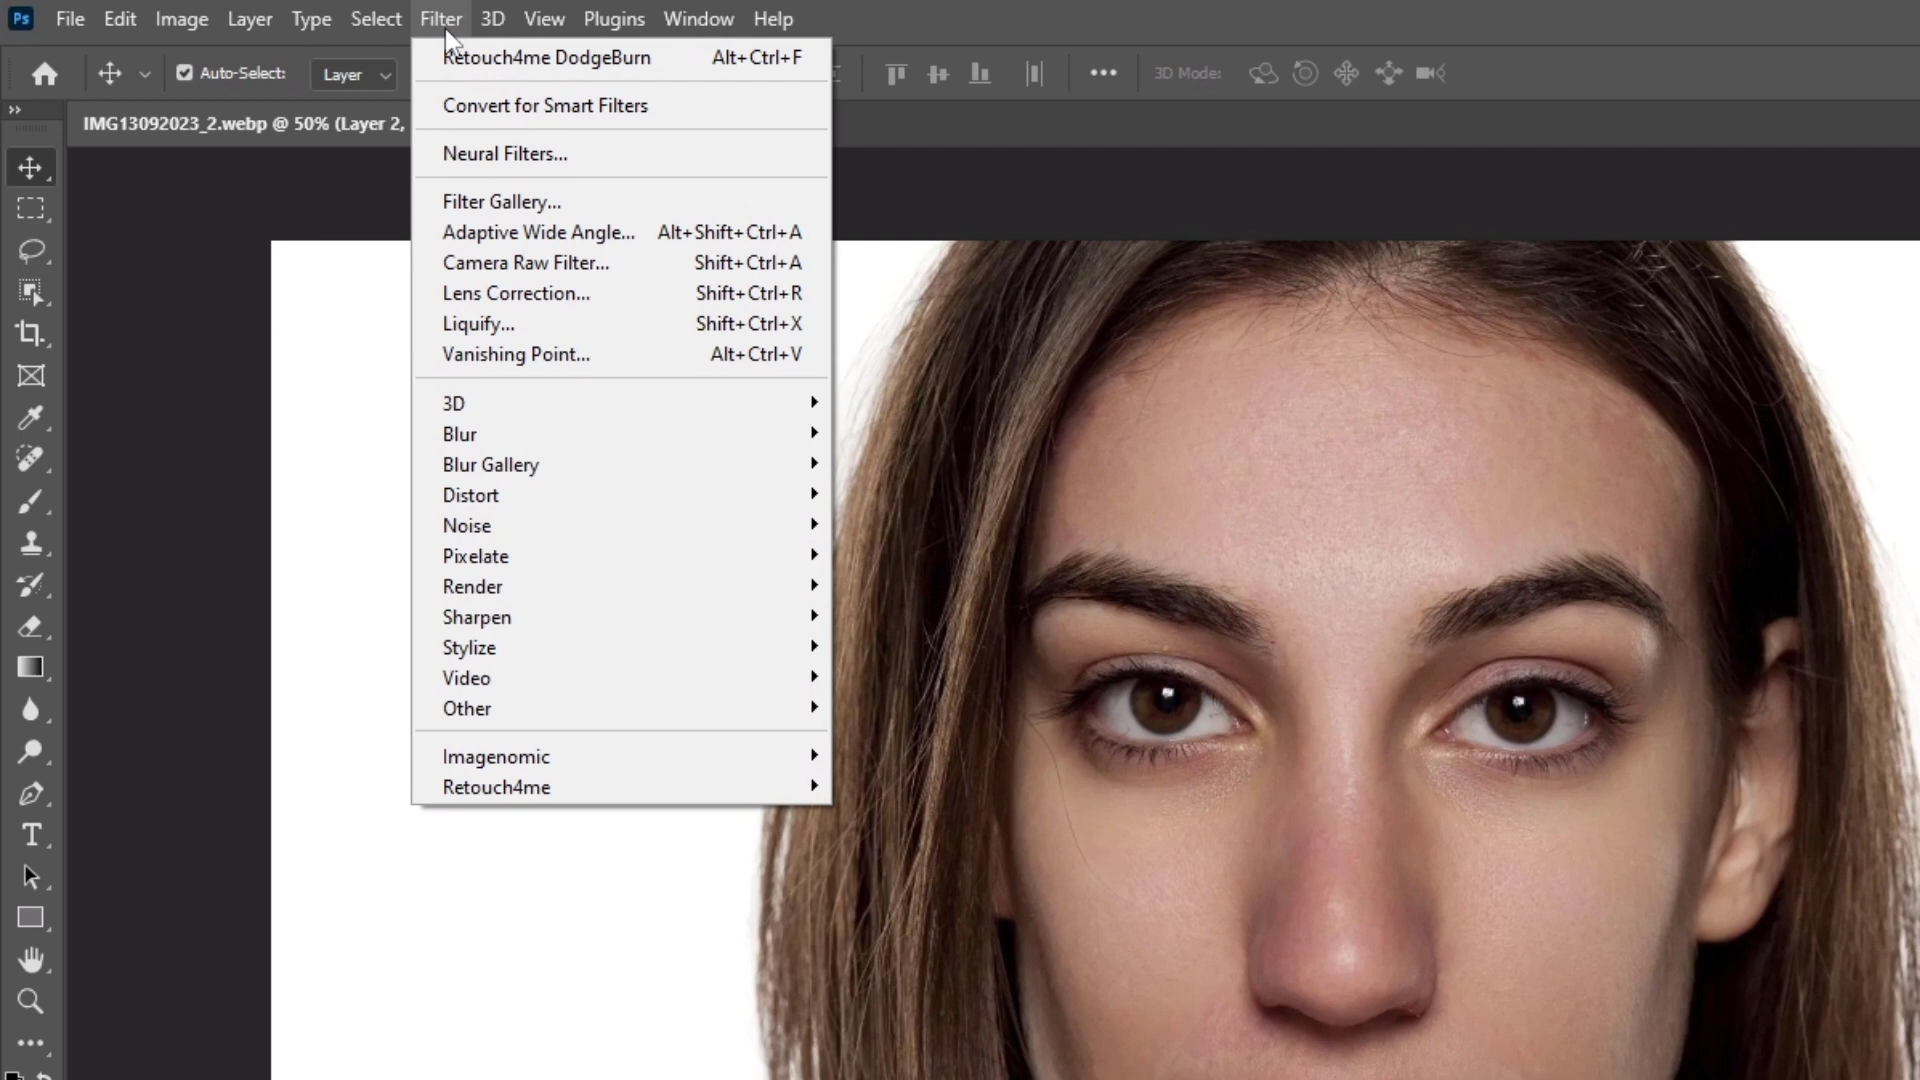 Ps File Edit Image Layer Type Select Filter 3D View Plugins Window Help
Auto-Select: Layer 3D Mode:
IMG13092023_2.webp @ 50% (Layer 2,
Retouch4me DodgeBurn Alt+Ctrl+F
Convert for Smart Filters
Neural Filters...
Filter Gallery...
Adaptive Wide Angle... Alt+Shift+Ctrl+A
Camera Raw Filter... Shift+Ctrl+A
Lens Correction... Shift+Ctrl+R
Liquify... Shift+Ctrl+X
Vanishing Point... Alt+Ctrl+V
3D
Blur
Blur Gallery
Distort
Noise
Pixelate
Render
Sharpen
Stylize
Video
Other
Imagenomic
Retouch4me